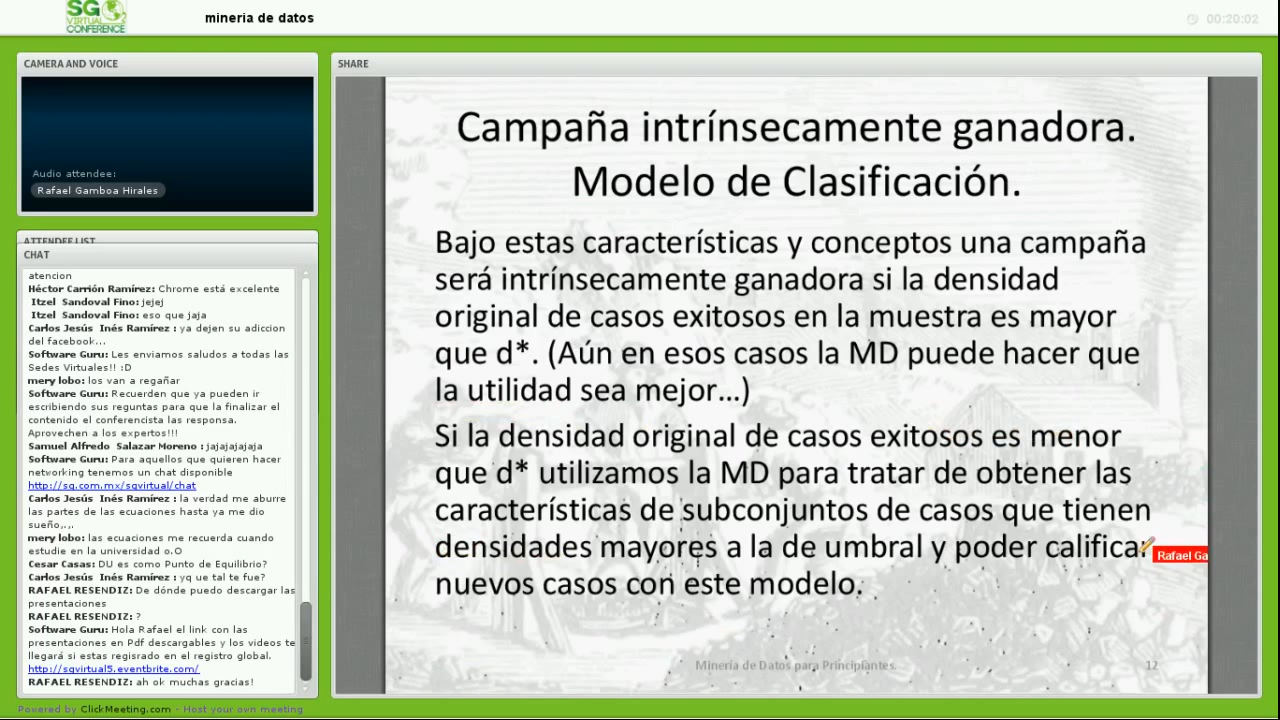 SG
VIRTUAL
CONFERENCE
mineria de datos
00:20:02
CAMERA AND VOICE
Audio attendee:
Rafael Gamboa Hirales
ATTENDEE LIST
CHAT
atencion
Héctor Carrión Ramírez: Chrome está excelente
Itzel Sandoval Fino: jejej
Itzel Sandoval Fino: eso que jaja
Carlos Jesús Inés Ramírez : ya dejen su adiccion
del facebook...
Software Guru: Les enviamos saludos a todas las
Sedes Virtuales!! :D
mery lobo: los van a regañar
Software Guru: Recuerden que ya pueden ir
escribiendo sus reguntas para que la finalizar el
contenido el conferencista las responsa.
Aprovechen a los expertos!!!
Samuel Alfredo Salazar Moreno : jajajajajaja
Software Guru: Para aquellos que quieren hacer
networking tenemos un chat disponible
http://sg.com.mx/sgvirtual/chat
Carlos Jesús Inés Ramírez : la verdad me aburre
las partes de las ecuaciones hasta ya me dio
sueño,.,.
mery lobo: las ecuaciones me recuerda cuando
estudie en la universidad o.O
Cesar Casas: DU es como Punto de Equilibrio?
Carlos Jesús Inés Ramírez : yq ue tal te fue?
RAFAEL RESENDIZ: De dónde puedo descargar las
presentaciones
RAFAEL RESENDIZ: ?
Software Guru: Hola Rafael el link con las
presentaciones en Pdf descargables y los videos te
llegará si estas regisrado en el registro global.
http://sgvirtual5.eventbrite.com/
RAFAEL RESENDIZ: ah ok muchas gracias!
SHARE
Campaña intrínsecamente ganadora.
Modelo de Clasificación.
Bajo estas características y conceptos una campaña
será intrínsecamente ganadora si la densidad
original de casos exitosos en la muestra es mayor
que d*. (Aún en esos casos la MD puede hacer que
la utilidad sea mejor...)
Si la densidad original de casos exitosos es menor
que d* utilizamos la MD para tratar de obtener las
características de subconjuntos de casos que tienen
densidades mayores a la de umbral y poder calificar
nuevos casos con este modelo.
Rafael Ga
Minería de Datos para Principiantes.
12
Powered by ClickMeeting.com - Host your own meeting